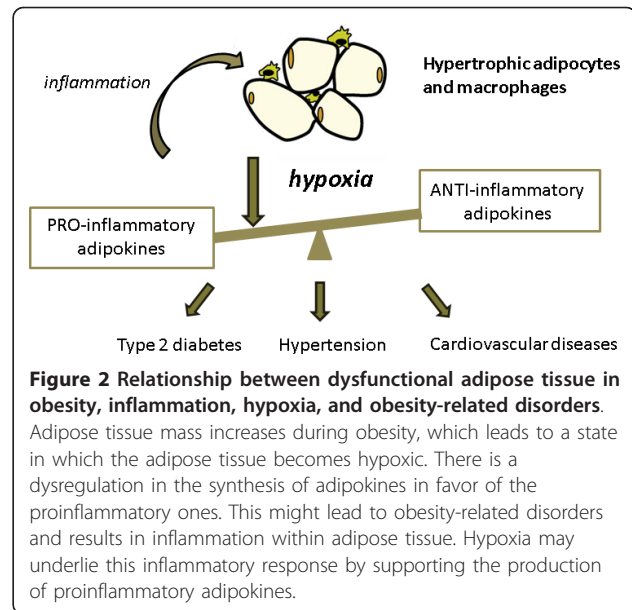 inflammation
Hypertrophic adipocytes
and macrophages
hypoxia
PRO-inflammatory
adipokines
ANTI-inflammatory
adipokines
Type 2 diabetes
Hypertension
Cardiovascular diseases
Figure 2 Relationship between dysfunctional adipose tissue in
obesity, inflammation, hypoxia, and obesity-related disorders.
Adipose tissue mass increases during obesity, which leads to a state
in which the adipose tissue becomes hypoxic. There is a
dysregulation in the synthesis of adipokines in favor of the
proinflammatory ones. This might lead to obesity-related disorders
and results in inflammation within adipose tissue. Hypoxia may
underlie this inflammatory response by supporting the production
of proinflammatory adipokines.